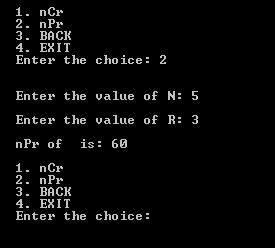 1. nCr
2. nPr
3. BACK
4. EXIT
Enter the choice: 2
Enter the value of N: 5
Enter the value of R: 3
nPr of  is: 60
1. nCr
2. nPr
3. BACK
4. EXIT
Enter the choice: